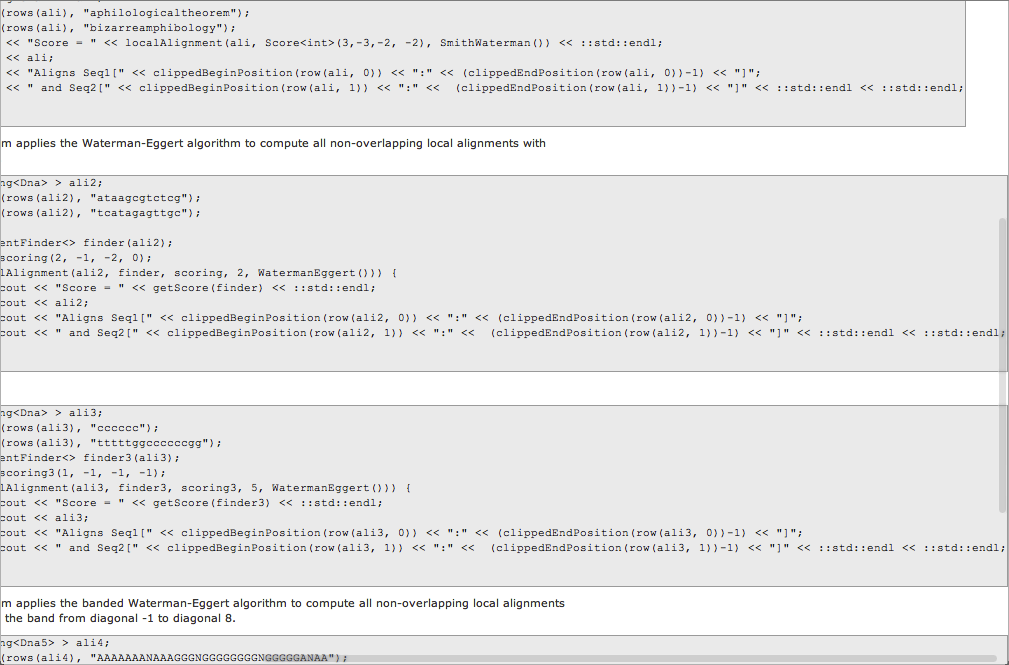 (rows(ali), "aphilologicaltheorem");
(rows(ali), "bizarreamphibology");
<< "Score = " << localAlignment(ali, Score<int>(3,-3,-2, -2), SmithWaterman()) << ::std::endl;
<< ali;
<< "Aligns Seq1[" << clippedBeginPosition(row(ali, 0)) << ":" << (clippedEndPosition(row(ali, 0))-1) << "]";
<< " and Seq2[" << clippedBeginPosition(row(ali, 1)) << ":" <<  (clippedEndPosition(row(ali, 1))-1) << "]" << ::std::endl << ::std::endl;
m applies the Waterman-Eggert algorithm to compute all non-overlapping local alignments with
ng<Dna> > ali2;
(rows(ali2), "ataagcgtctcg");
(rows(ali2), "tcatagagttgc");
entFinder<> finder(ali2);
scoring(2, -1, -2, 0);
lAlignment(ali2, finder, scoring, 2, WatermanEggert())) {
cout << "Score = " << getScore(finder) << ::std::endl;
cout << ali2;
cout << "Aligns Seq1[" << clippedBeginPosition(row(ali2, 0)) << ":" << (clippedEndPosition(row(ali2, 0))-1) << "]";
cout << " and Seq2[" << clippedBeginPosition(row(ali2, 1)) << ":" <<  (clippedEndPosition(row(ali2, 1))-1) << "]" << ::std::endl << ::std::endl;
ng<Dna> > ali3;
(rows(ali3), "cccccc");
(rows(ali3), "tttttggccccccgg");
entFinder<> finder3(ali3);
scoring3(1, -1, -1, -1);
lAlignment(ali3, finder3, scoring3, 5, WatermanEggert())) {
cout << "Score = " << getScore(finder3) << ::std::endl;
cout << ali3;
cout << "Aligns Seq1[" << clippedBeginPosition(row(ali3, 0)) << ":" << (clippedEndPosition(row(ali3, 0))-1) << "]";
cout << " and Seq2[" << clippedBeginPosition(row(ali3, 1)) << ":" <<  (clippedEndPosition(row(ali3, 1))-1) << "]" << ::std::endl << ::std::endl;
m applies the banded Waterman-Eggert algorithm to compute all non-overlapping local alignments
the band from diagonal -1 to diagonal 8.
ng<Dna5> > ali4;
(rows(ali4), "AAAAAAANAAAGGGNGGGGGGGGNGGGGGGANAA");